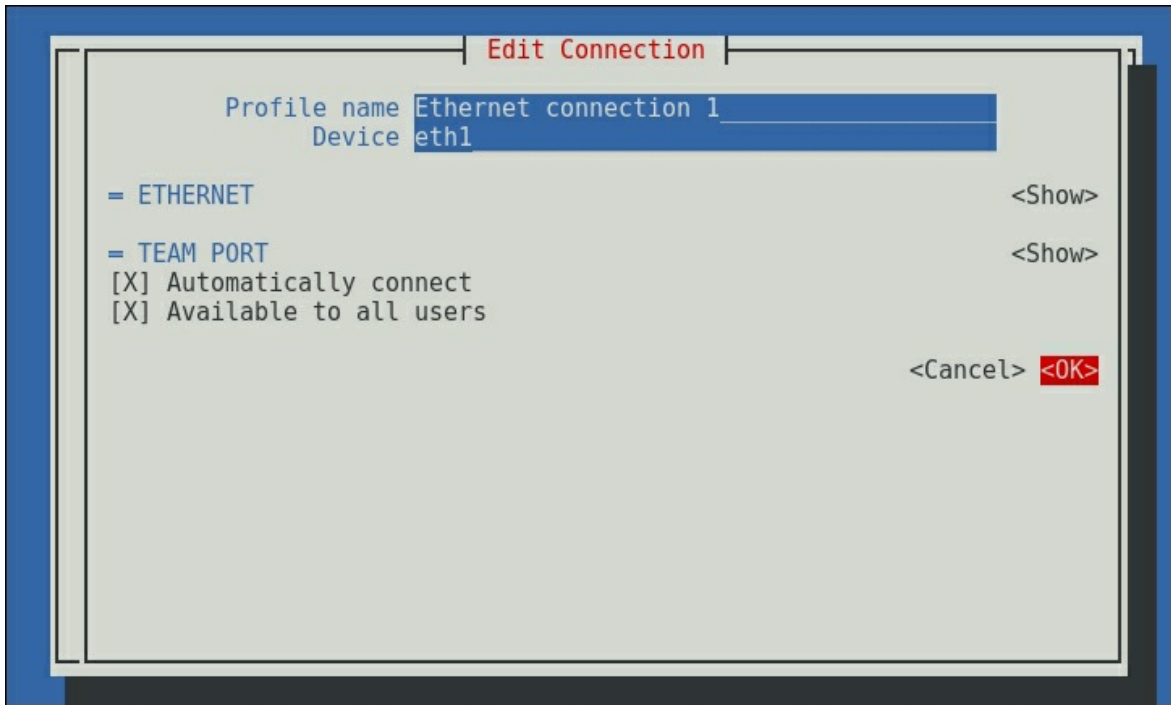 Edit Connection
Profile name Ethernet connection 1
Device eth1
= ETHERNET <Show>
= TEAM PORT <Show>
[X] Automatically connect
[X] Available to all users
<Cancel> <OK>